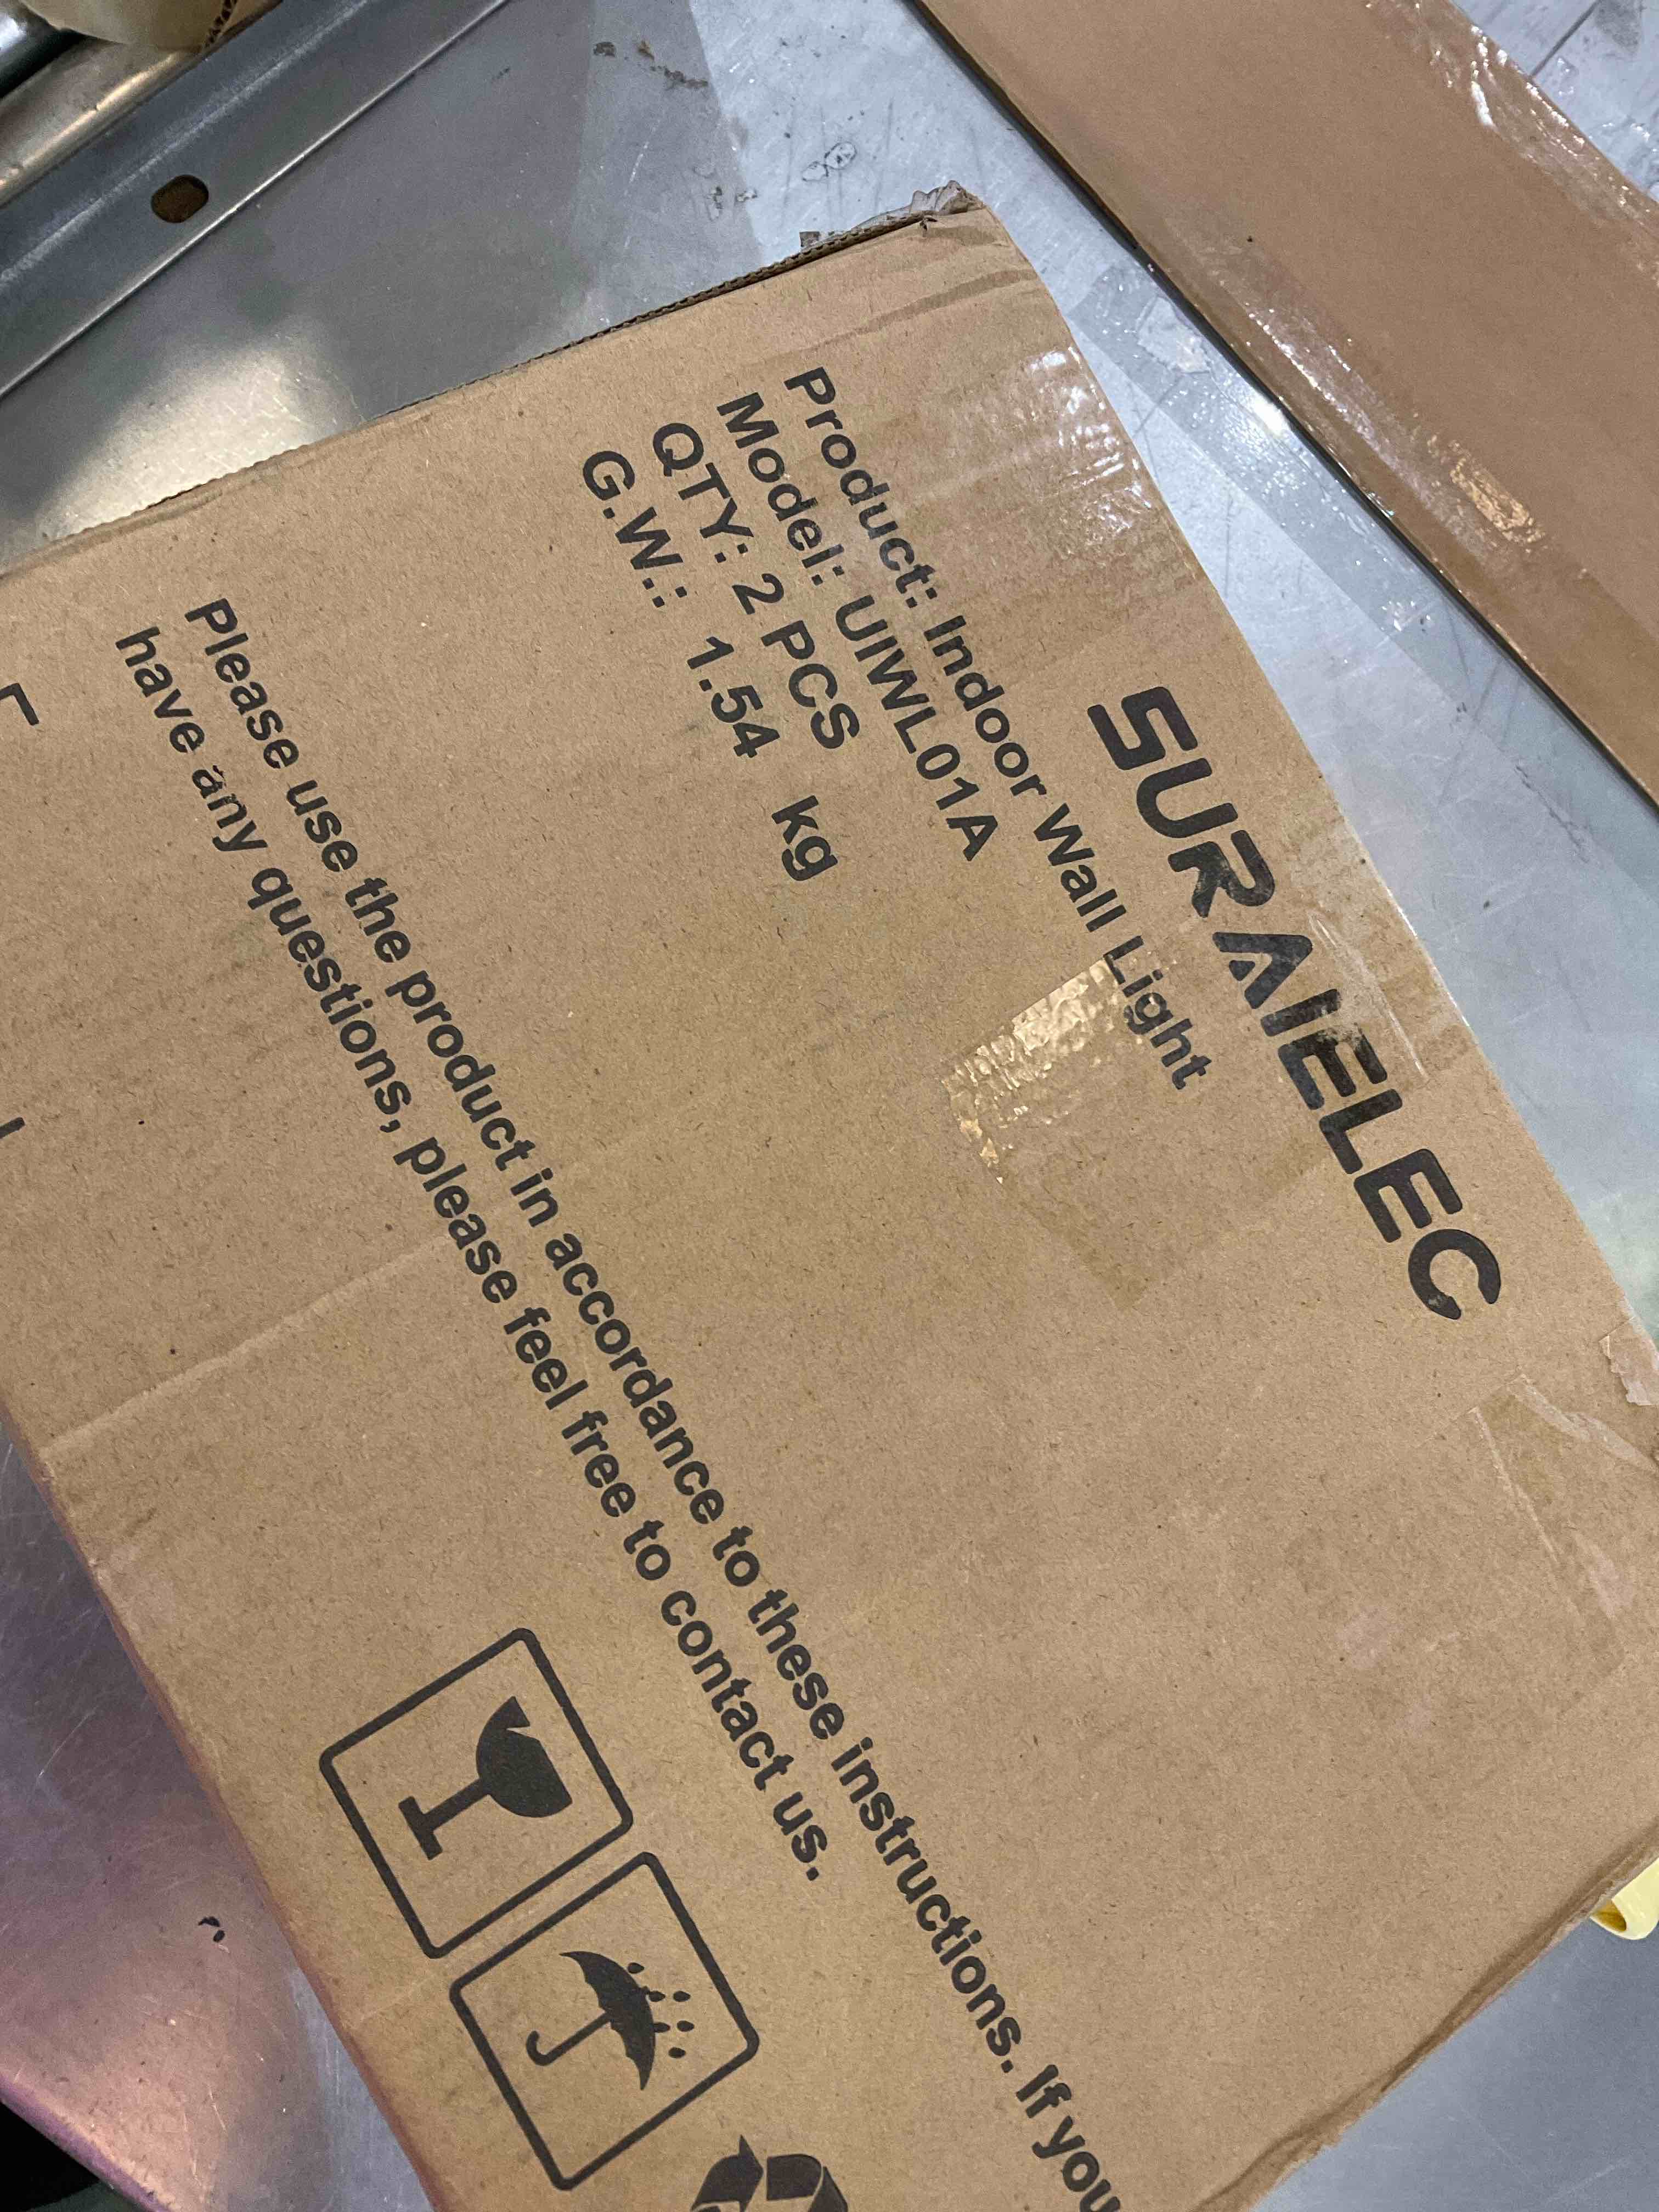 SURAIELEC
Product: Indoor Wall Light
Model: UIWL01A
QTY: 2 PCS
G.W.: 1.54 kg
Please use the product in accordance to these instructions. If you
have any questions, please feel free to contact us.